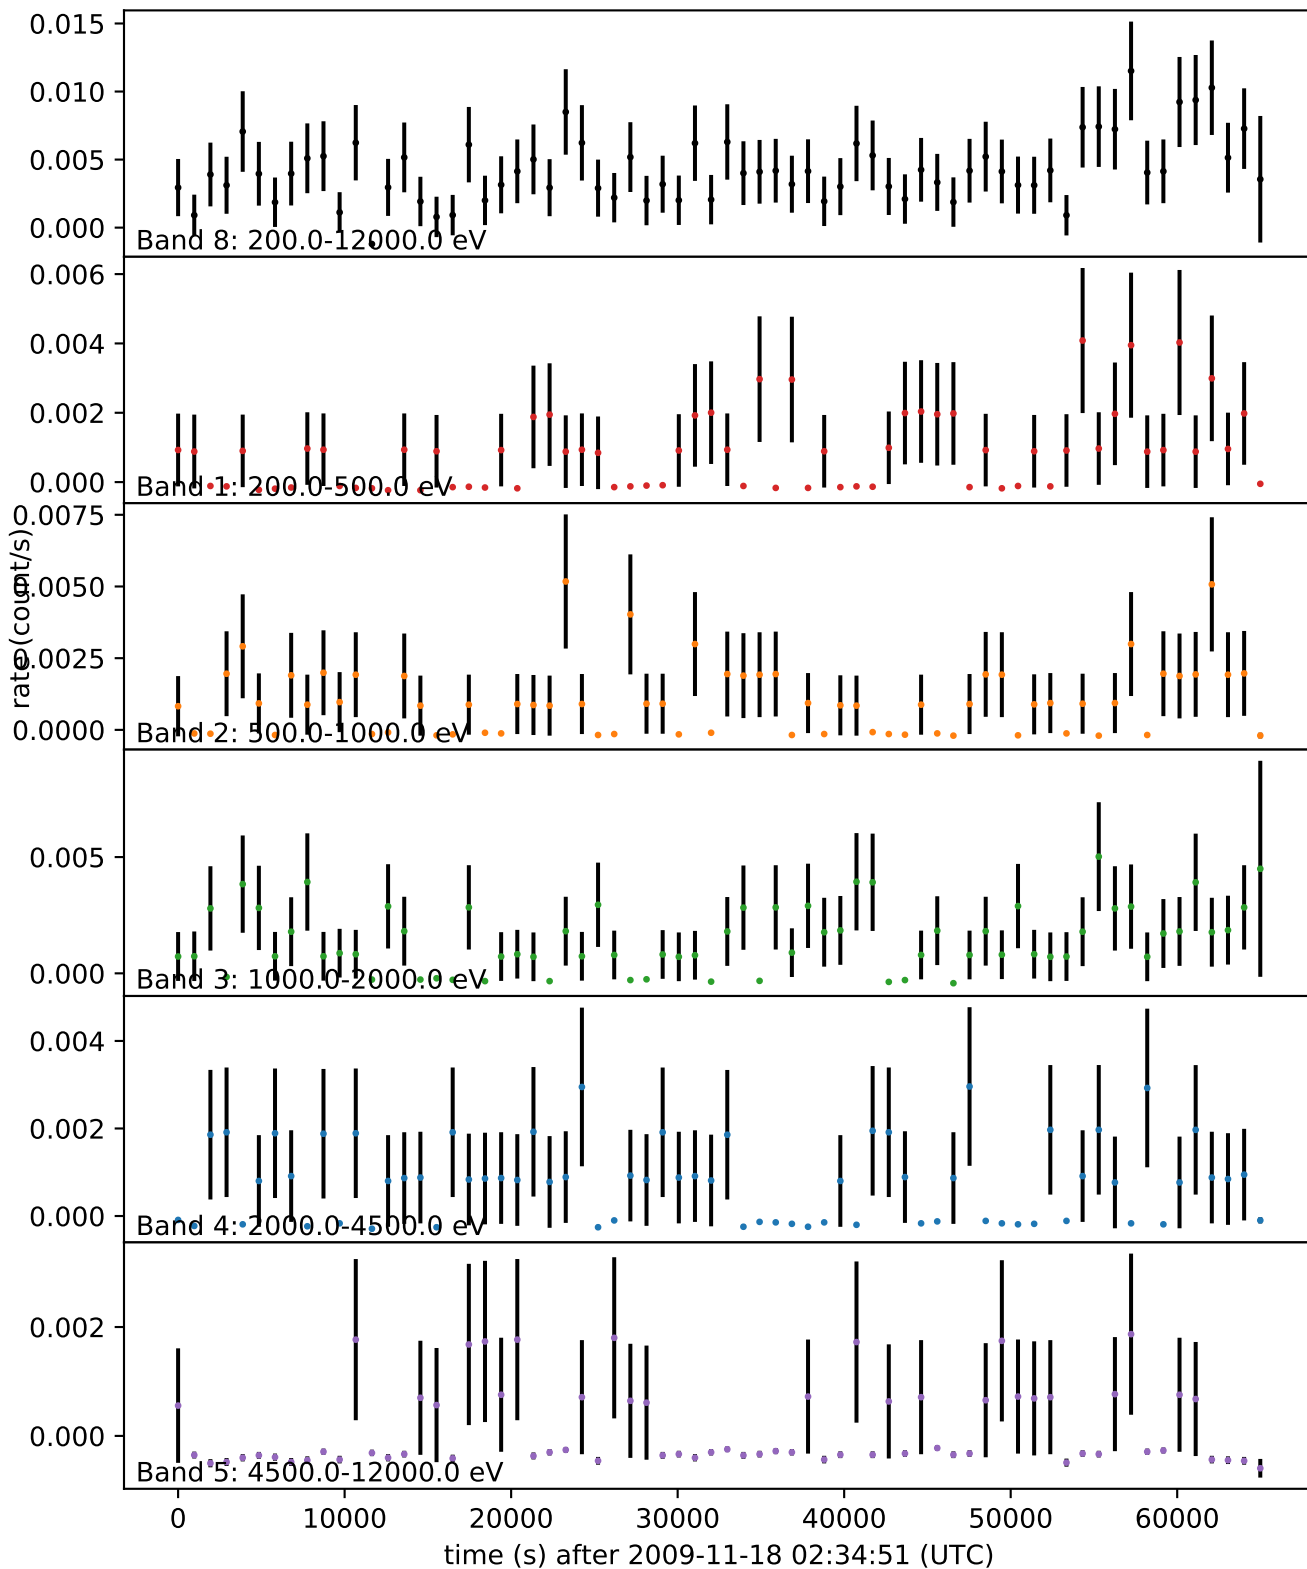 0.015
0.010
0.005
0.000
Band 8: 200.0-12000.0 eV
0.006
0.004
0.002
0.000
Band 1: 200.0-500.0 eV
rate (count/s)
0.0075
0.0050
0.0025
0.0000
Band 2: 500.0-1000.0 eV
0.005
0.000
Band 3: 1000.0-2000.0 eV
0.004
0.002
0.000
Band 4: 2000.0-4500.0 eV
0.002
0.000
Band 5: 4500.0-12000.0 eV
0 10000 20000 30000 40000 50000 60000
time (s) after 2009-11-18 02:34:51 (UTC)